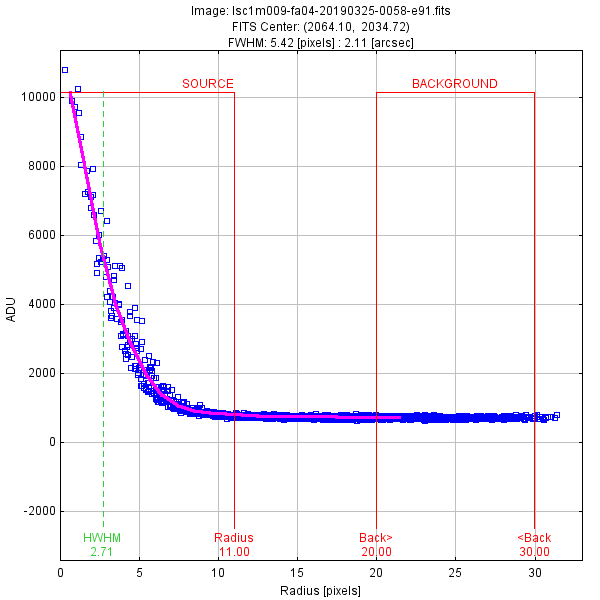 Image: lsc1m009-fa04-20190325-0058-e91.fits
FITS Center: (2064.10, 2034.72)
FWHM: 5.42 [pixels] : 2.11 [arcsec]
SOURCE
BACKGROUND
10000
8000
6000
4000
2000
0
-2000
ADU
HWHM
2.71
Radius
11.00
Back>
20.00
<Back
30.00
0 5 10 15 20 25 30
Radius [pixels]